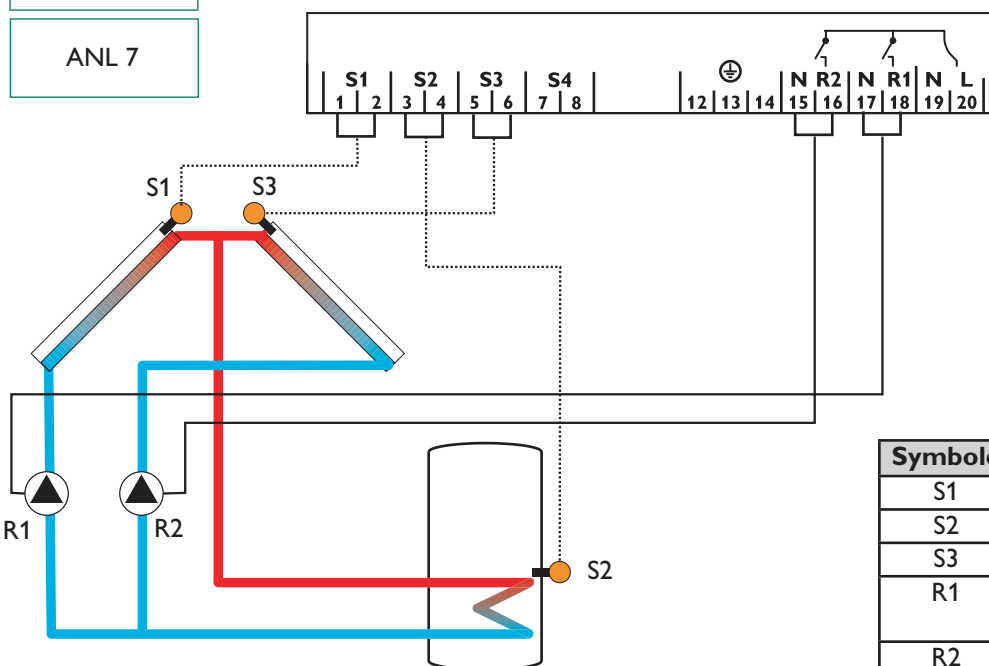 ANL 7
S1 S2 S3 S4 N R2 N R1 N L
1 2 3 4 5 6 7 8 12 13 14 15 16 17 18 19 20
S1 S3
R1 R2
S2
Symbole
S1
S2
S3
R1
R2